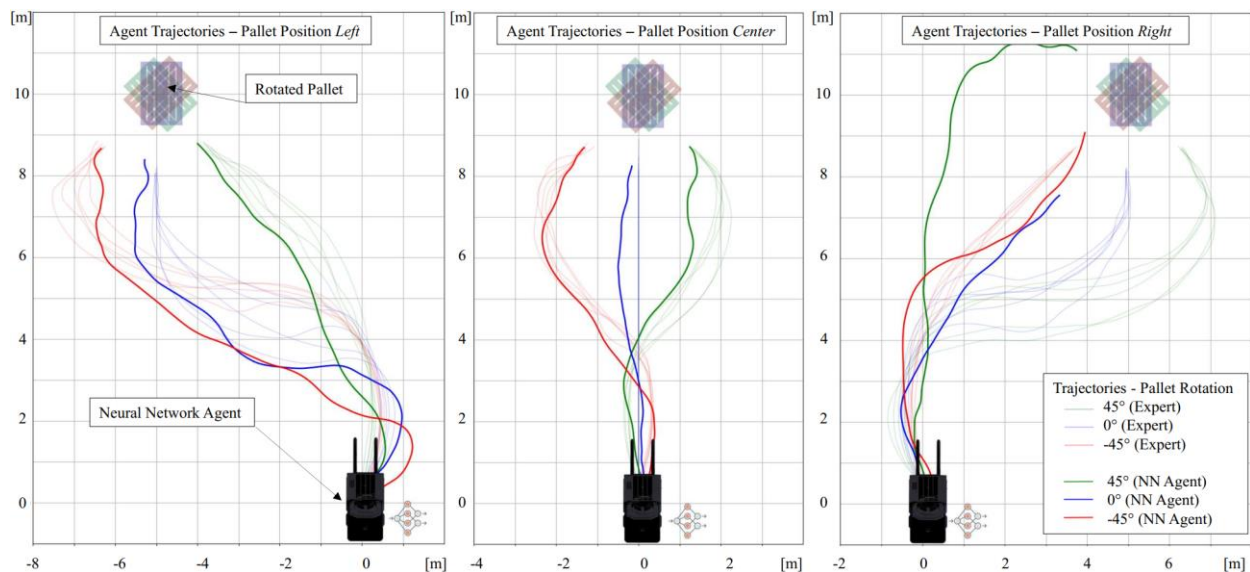 [m]
Agent Trajectories – Pallet Position Left
10
8
6
4
2
0
Rotated Pallet
Neural Network Agent
-8
-6
-4
-2
0
[m]
[m]
Agent Trajectories – Pallet Position Center
10
8
6
4
2
0
4
-2
0
2
[m]
[m]
Agent Trajectories – Pallet Position Right
10
8
6
4
2
0
0
2
4
6
[m]
Trajectories - Pallet Rotation
45° (Expert)
0° (Expert)
-45° (Expert)
45° (NN Agent)
0° (NN Agent)
-45° (NN Agent)